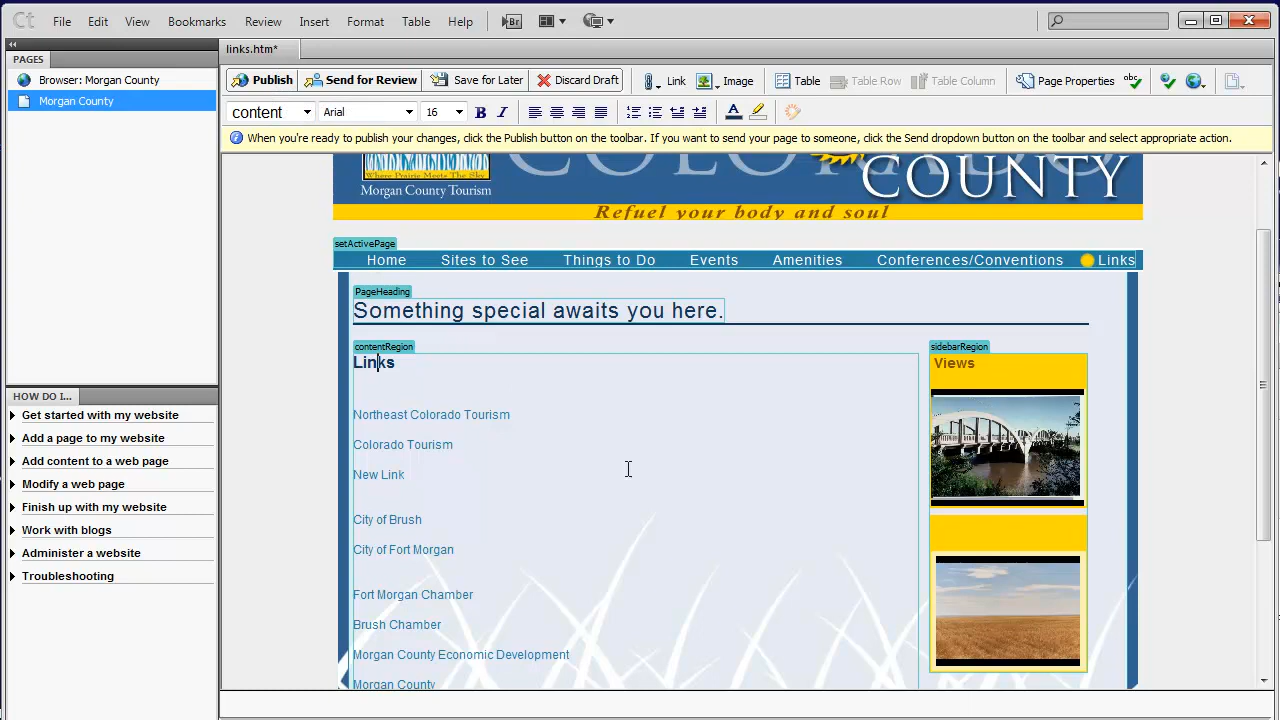 Ct File Edit View Bookmarks Review Insert Format Table Help Br
PAGES
Browser: Morgan County
Morgan County
links.htm*
Publish Send for Review Save for Later Discard Draft Link Image Table Table Row Table Column Page Properties
content Arial 16 B I A
When you're ready to publish your changes, click the Publish button on the toolbar. If you want to send your page to someone, click the Send dropdown button on the toolbar and select appropriate action.
COLORADO
COUNTY
Where Prairie Meets The Sky
Morgan County Tourism
Refuel your body and soul
setActivePage
Home Sites to See Things to Do Events Amenities Conferences/Conventions Links
PageHeading
Something special awaits you here.
contentRegion
Links
Northeast Colorado Tourism
Colorado Tourism
New Link
City of Brush
City of Fort Morgan
Fort Morgan Chamber
Brush Chamber
Morgan County Economic Development
Morgan County
sidebarRegion
Views
HOW DO I...
Get started with my website
Add a page to my website
Add content to a web page
Modify a web page
Finish up with my website
Work with blogs
Administer a website
Troubleshooting